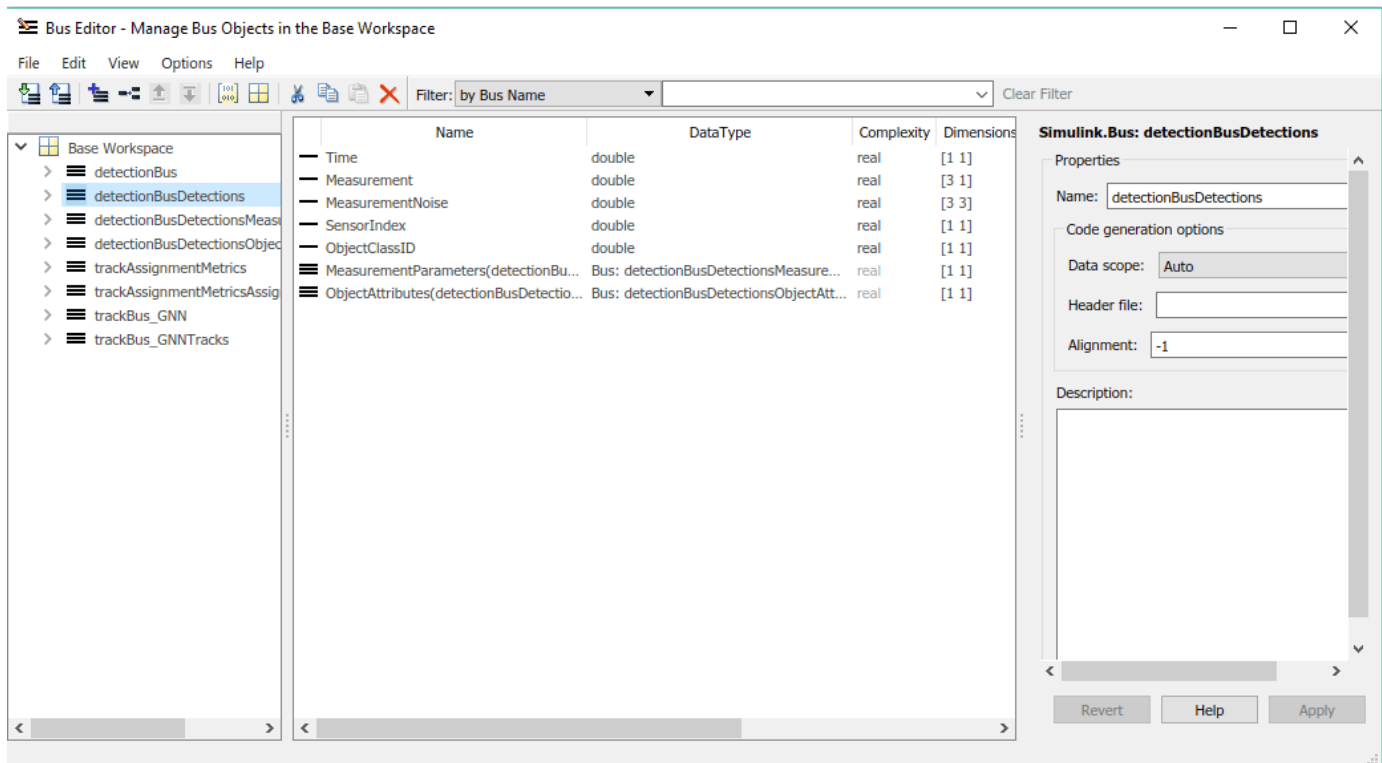 Bus Editor - Manage Bus Objects in the Base Workspace
File Edit View Options Help
Filter: by Bus Name Clear Filter
Base Workspace
detectionBus
detectionBusDetections
detectionBusDetectionsMeasu
detectionBusDetectionsObjec
trackAssignmentMetrics
trackAssignmentMetricsAssig
trackBus_GNN
trackBus_GNNTracks
Name DataType Complexity Dimensions
Time double real [1 1]
Measurement double real [3 1]
MeasurementNoise double real [3 3]
SensorIndex double real [1 1]
ObjectClassID double real [1 1]
MeasurementParameters(detectionBu... Bus: detectionBusDetectionsMeasure... real [1 1]
ObjectAttributes(detectionBusDetectio... Bus: detectionBusDetectionsObjectAtt... real [1 1]
Simulink.Bus: detectionBusDetections
Properties
Name: detectionBusDetections
Code generation options
Data scope: Auto
Header file:
Alignment: -1
Description:
Revert Help Apply